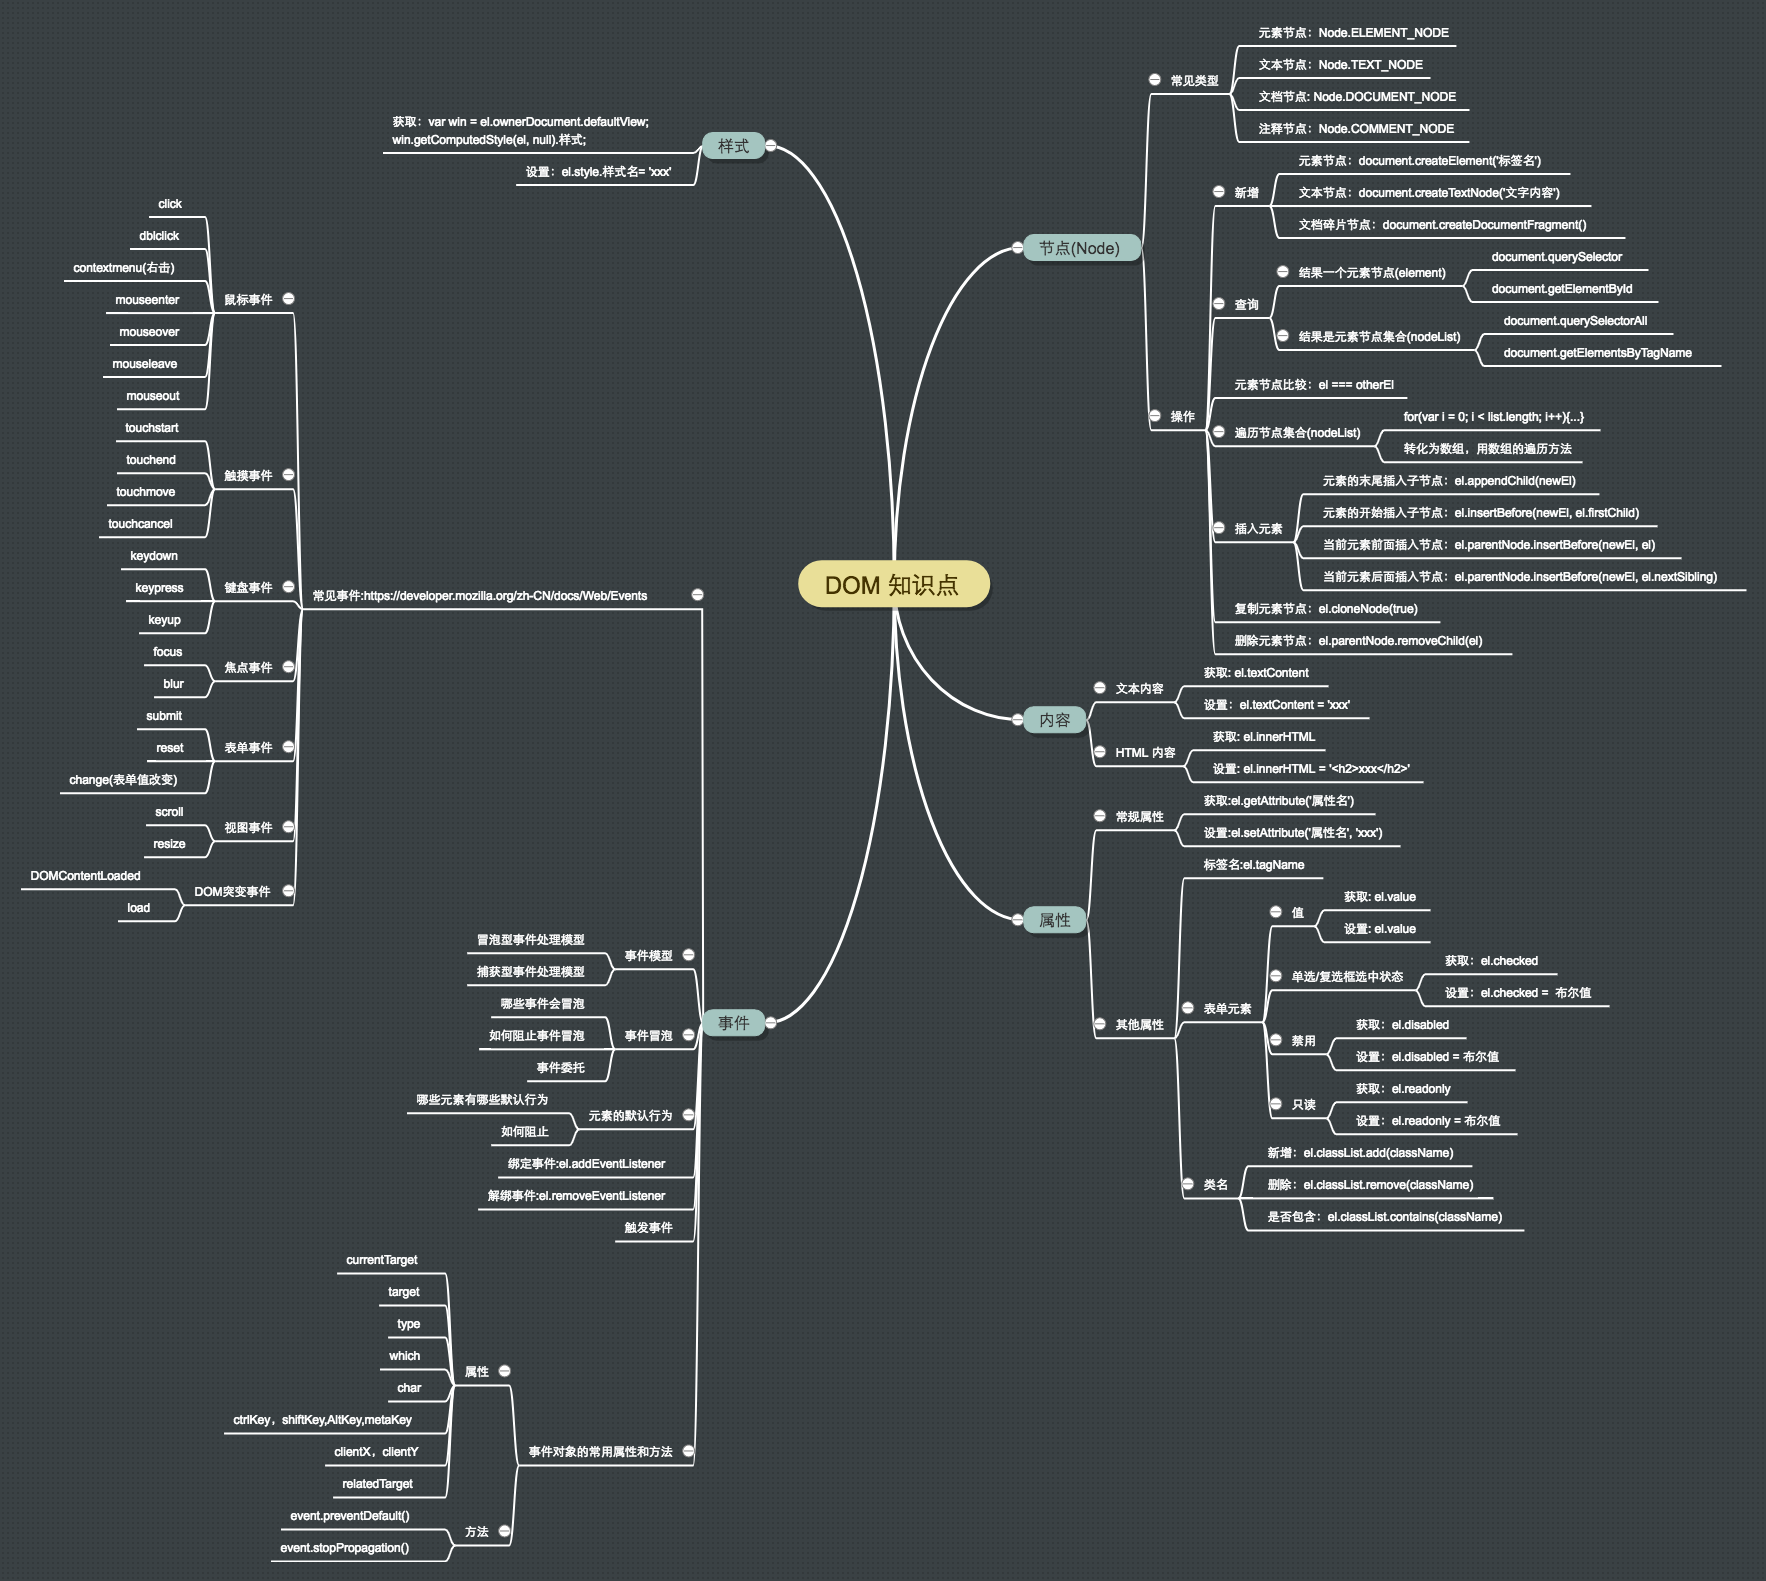 DOM 知识点
节点(Node)
常见类型
元素节点：Node.ELEMENT_NODE
文本节点：Node.TEXT_NODE
文档节点: Node.DOCUMENT_NODE
注释节点：Node.COMMENT_NODE
操作
新增
元素节点：document.createElement('标签名')
文本节点：document.createTextNode('文字内容')
文档碎片节点：document.createDocumentFragment()
查询
结果一个元素节点(element)
document.querySelector
document.getElementById
结果是元素节点集合(nodeList)
document.querySelectorAll
document.getElementsByTagName
元素节点比较：el === otherEl
遍历节点集合(nodeList)
for(var i = 0; i < list.length; i++){...}
转化为数组，用数组的遍历方法
插入元素
元素的末尾插入子节点：el.appendChild(newEl)
元素的开始插入子节点：el.insertBefore(newEl, el.firstChild)
当前元素前面插入节点：el.parentNode.insertBefore(newEl, el)
当前元素后面插入节点：el.parentNode.insertBefore(newEl, el.nextSibling)
复制元素节点：el.cloneNode(true)
删除元素节点：el.parentNode.removeChild(el)
内容
文本内容
获取: el.textContent
设置：el.textContent = 'xxx'
HTML 内容
获取: el.innerHTML
设置: el.innerHTML = '<h2>xxx</h2>'
属性
常规属性
获取:el.getAttribute('属性名')
设置:el.setAttribute('属性名', 'xxx')
其他属性
标签名:el.tagName
表单元素
值
获取: el.value
设置: el.value
单选/复选框选中状态
获取：el.checked
设置：el.checked = 布尔值
禁用
获取：el.disabled
设置：el.disabled = 布尔值
只读
获取：el.readonly
设置：el.readonly = 布尔值
类名
新增：el.classList.add(className)
删除：el.classList.remove(className)
是否包含：el.classList.contains(className)
样式
获取：var win = el.ownerDocument.defaultView;
win.getComputedStyle(el, null).样式;
设置：el.style.样式名= 'xxx'
事件
常见事件:https://developer.mozilla.org/zh-CN/docs/Web/Events
鼠标事件
click
dblclick
contextmenu(右击)
mouseenter
mouseover
mouseleave
mouseout
触摸事件
touchstart
touchend
touchmove
touchcancel
键盘事件
keydown
keypress
keyup
焦点事件
focus
blur
表单事件
submit
reset
change(表单值改变)
视图事件
scroll
resize
DOM突变事件
DOMContentLoaded
load
事件模型
冒泡型事件处理模型
捕获型事件处理模型
事件冒泡
哪些事件会冒泡
如何阻止事件冒泡
事件委托
元素的默认行为
哪些元素有哪些默认行为
如何阻止
绑定事件:el.addEventListener
解绑事件:el.removeEventListener
触发事件
事件对象的常用属性和方法
属性
currentTarget
target
type
which
char
ctrlKey，shiftKey,AltKey,metaKey
clientX，clientY
relatedTarget
方法
event.preventDefault()
event.stopPropagation()